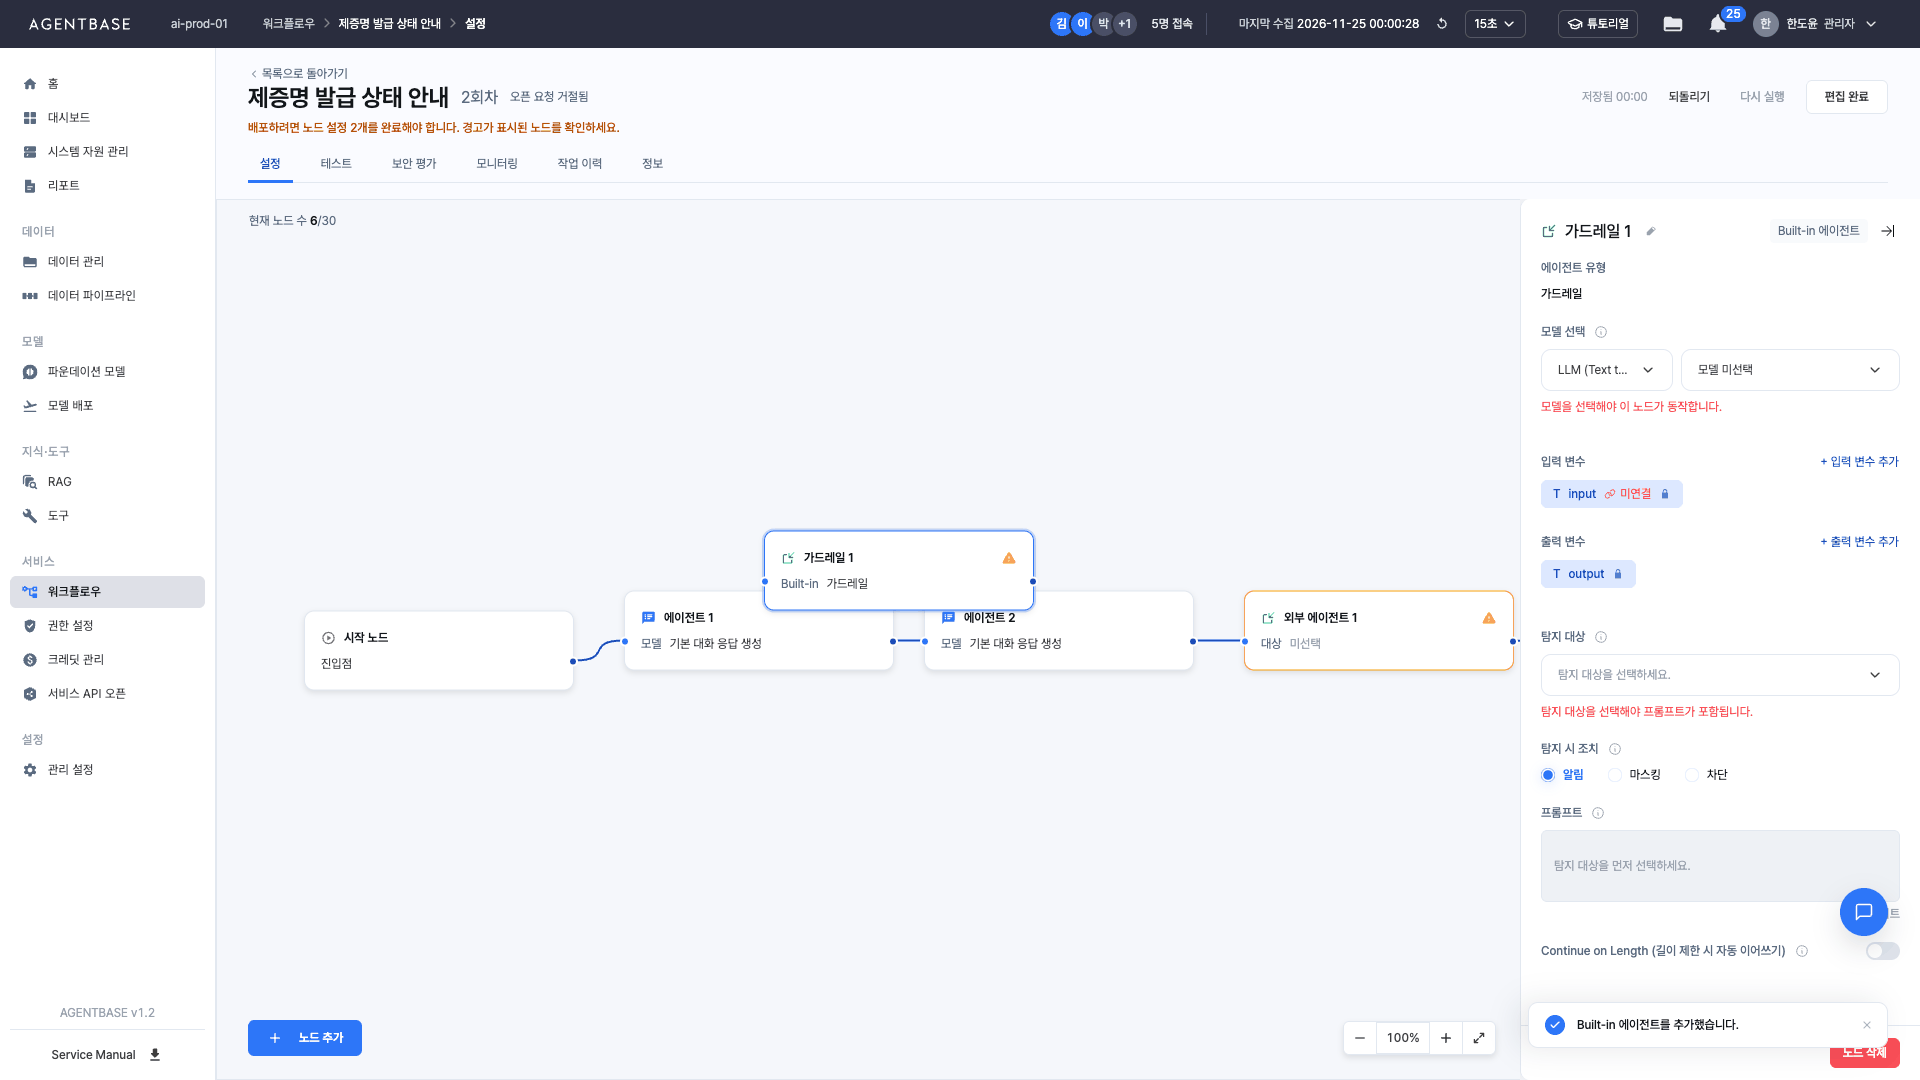 AGENTBASE
ai-prod-01
워크플로우 > 제증명 발급 상태 안내 > 설정
김 이 박 +1 5명 접속
마지막 수집 2026-11-25 00:00:28
15초
튜토리얼
25
한 한도윤 관리자
홈
대시보드
시스템 자원 관리
리포트
데이터
데이터 관리
데이터 파이프라인
모델
파운데이션 모델
모델 배포
지식·도구
RAG
도구
서비스
워크플로우
권한 설정
크레딧 관리
서비스 API 오픈
설정
관리 설정
AGENTBASE v1.2
Service Manual
목록으로 돌아가기
제증명 발급 상태 안내 2회차 오픈 요청 거절됨
저장됨 00:00 되돌리기 다시 실행 편집 완료
배포하려면 노드 설정 2개를 완료해야 합니다. 경고가 표시된 노드를 확인하세요.
설정 테스트 보안 평가 모니터링 작업 이력 정보
현재 노드 수 6/30
시작 노드
진입점
에이전트 1
모델 기본 대화 응답 생성
가드레일 1
Built-in 가드레일
에이전트 2
모델 기본 대화 응답 생성
외부 에이전트 1
대상 미선택
+ 노드 추가
− 100% +
가드레일 1
Built-in 에이전트
에이전트 유형
가드레일
모델 선택
LLM (Text t...
모델 미선택
모델을 선택해야 이 노드가 동작합니다.
입력 변수
+ 입력 변수 추가
T input 미연결
출력 변수
+ 출력 변수 추가
T output
탐지 대상
탐지 대상을 선택하세요.
탐지 대상을 선택해야 프롬프트가 포함됩니다.
탐지 시 조치
알림 마스킹 차단
프롬프트
탐지 대상을 먼저 선택하세요.
트
Continue on Length (길이 제한 시 자동 이어쓰기)
Built-in 에이전트를 추가했습니다.
노드 삭제